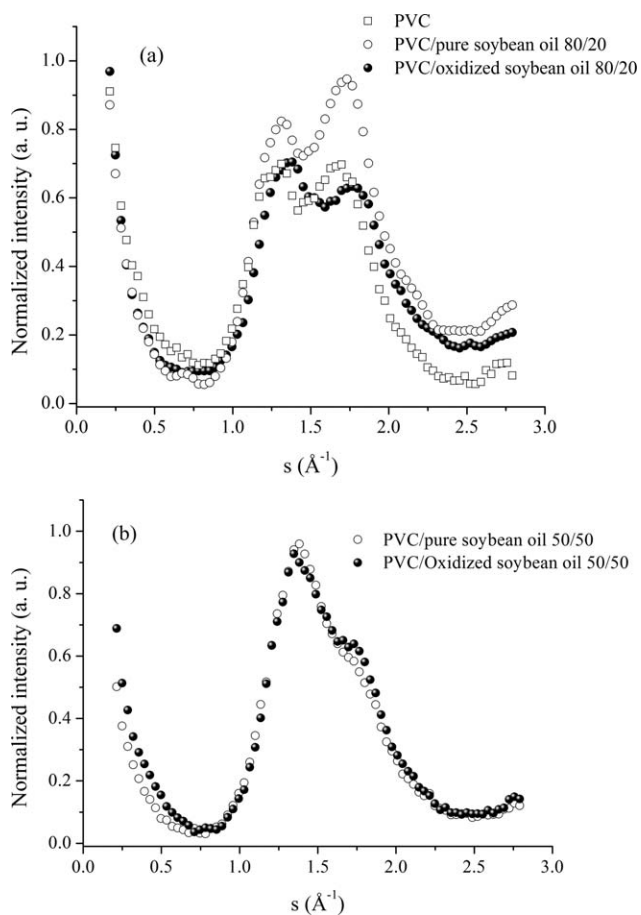 (a)
PVC
PVC/pure soybean oil 80/20
PVC/oxidized soybean oil 80/20
Normalized intensity (a. u.)
1.0
0.8
0.6
0.4
0.2
0.0
0.0 0.5 1.0 1.5 2.0 2.5 3.0
s (Å⁻¹)
(b)
PVC/pure soybean oil 50/50
PVC/Oxidized soybean oil 50/50
Normalized intensity (a. u.)
1.0
0.8
0.6
0.4
0.2
0.0
0.0 0.5 1.0 1.5 2.0 2.5 3.0
s (Å⁻¹)